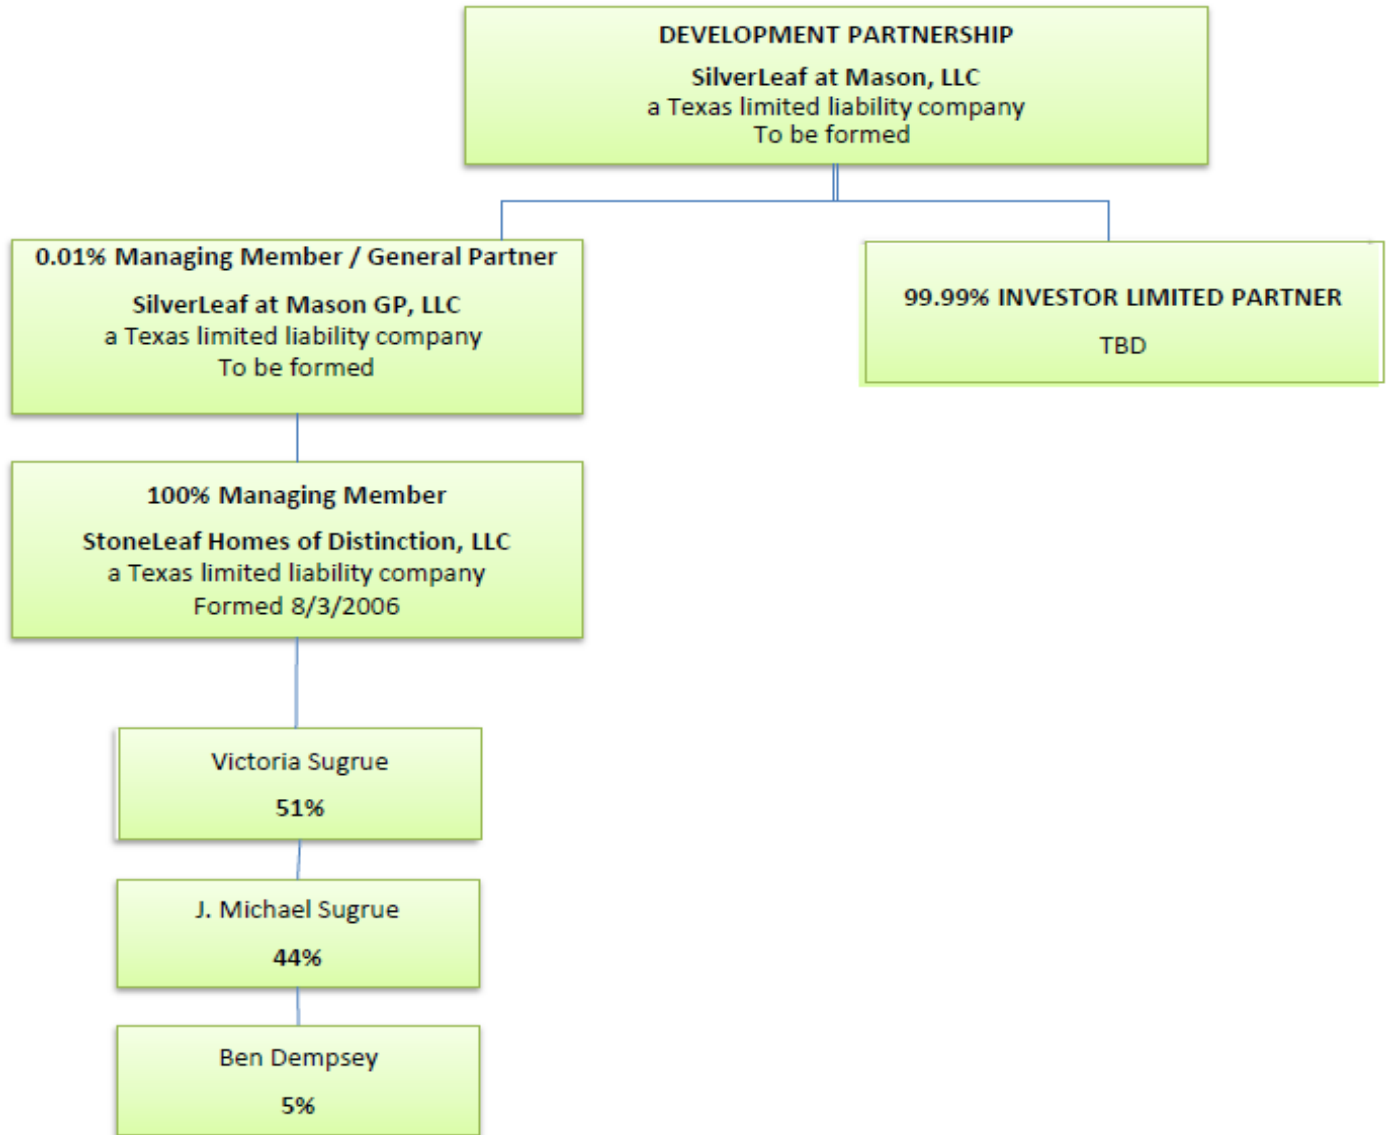 DEVELOPMENT PARTNERSHIP
SilverLeaf at Mason, LLC
a Texas limited liability company
To be formed
0.01% Managing Member / General Partner
SilverLeaf at Mason GP, LLC
a Texas limited liability company
To be formed
99.99% INVESTOR LIMITED PARTNER
TBD
100% Managing Member
StoneLeaf Homes of Distinction, LLC
a Texas limited liability company
Formed 8/3/2006
Victoria Sugrue
51%
J. Michael Sugrue
44%
Ben Dempsey
5%